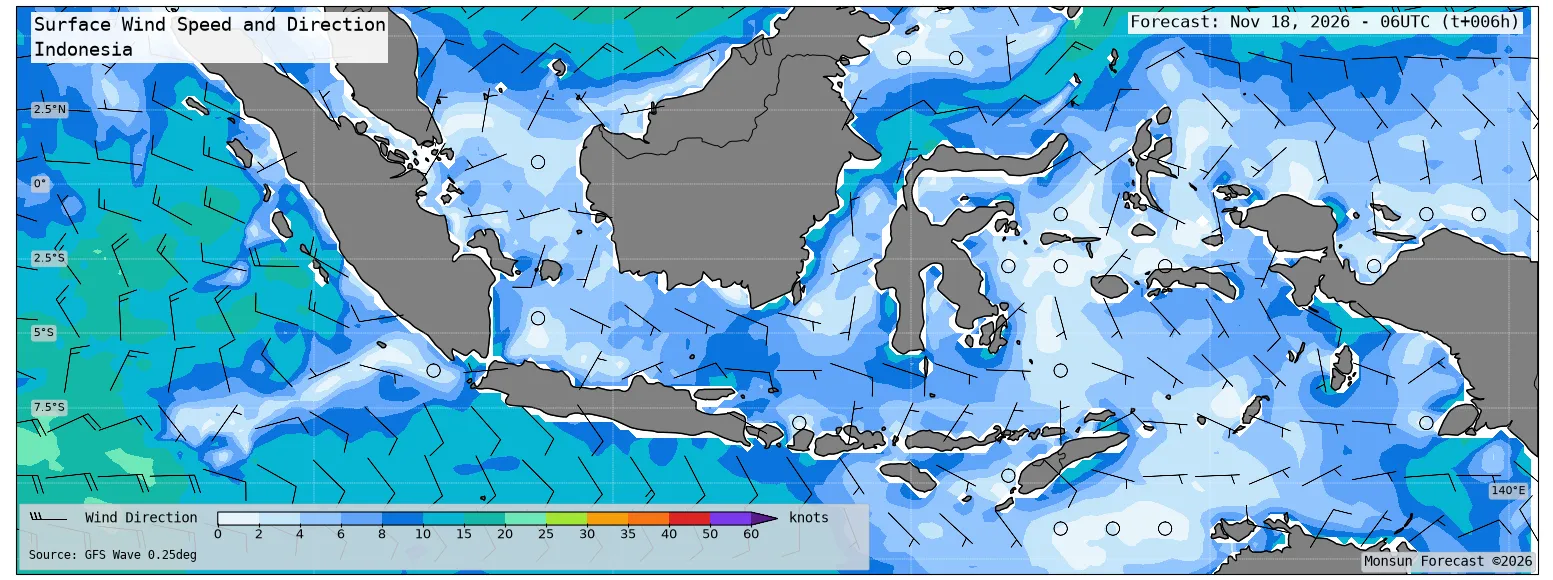 Surface Wind Speed and Direction
Indonesia
Forecast: Nov 18, 2026 - 06UTC (t+006h)
2.5°N
0°
2.5°S
5°S
7.5°S
140°E
Wind Direction
0 2 4 6 8 10 15 20 25 30 35 40 50 60
knots
Source: GFS Wave 0.25deg
Monsun Forecast ©2026